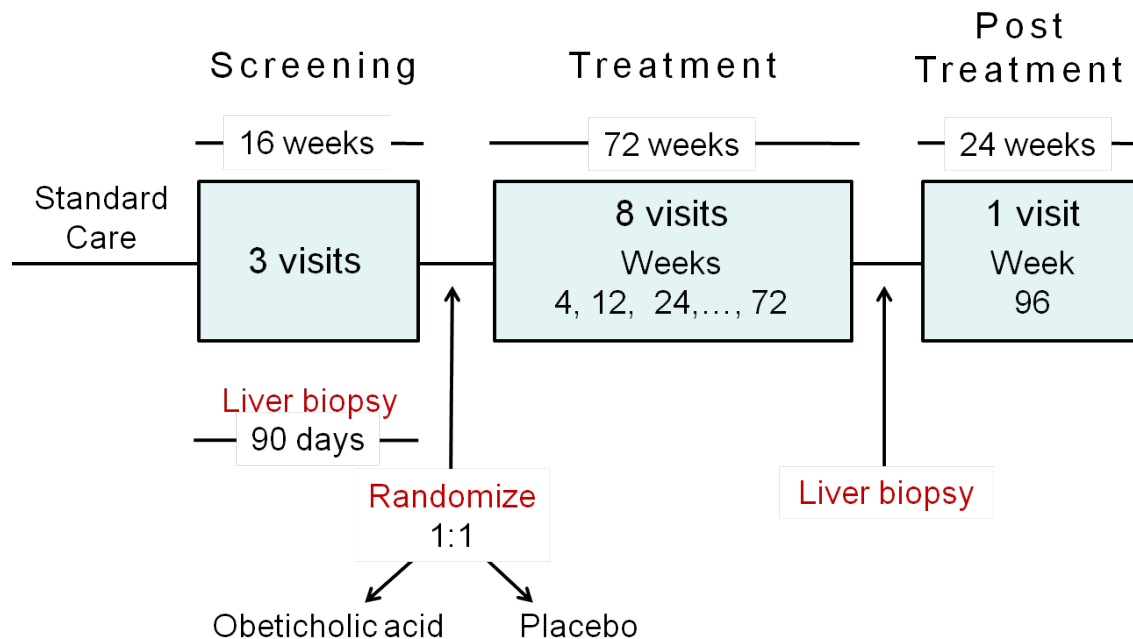 Screening
Treatment
Post
Treatment
16 weeks
72 weeks
24 weeks
Standard
Care
3 visits
8 visits
Weeks
4, 12, 24,..., 72
1 visit
Week
96
Liver biopsy
90 days
Randomize
1:1
Liver biopsy
Obeticholic acid
Placebo